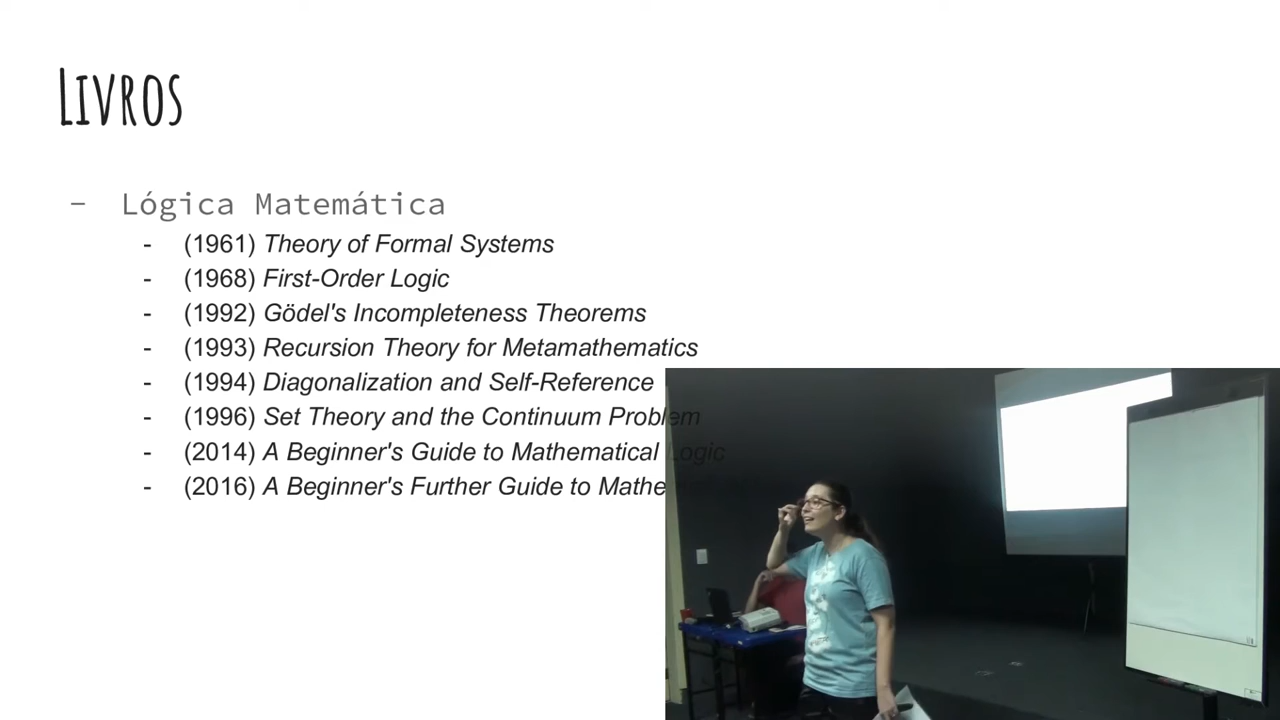 Livros
- Lógica Matemática
- (1961) Theory of Formal Systems
- (1968) First-Order Logic
- (1992) Gödel's Incompleteness Theorems
- (1993) Recursion Theory for Metamathematics
- (1994) Diagonalization and Self-Reference
- (1996) Set Theory and the Continuum Problem
- (2014) A Beginner's Guide to Mathematical Logic
- (2016) A Beginner's Further Guide to